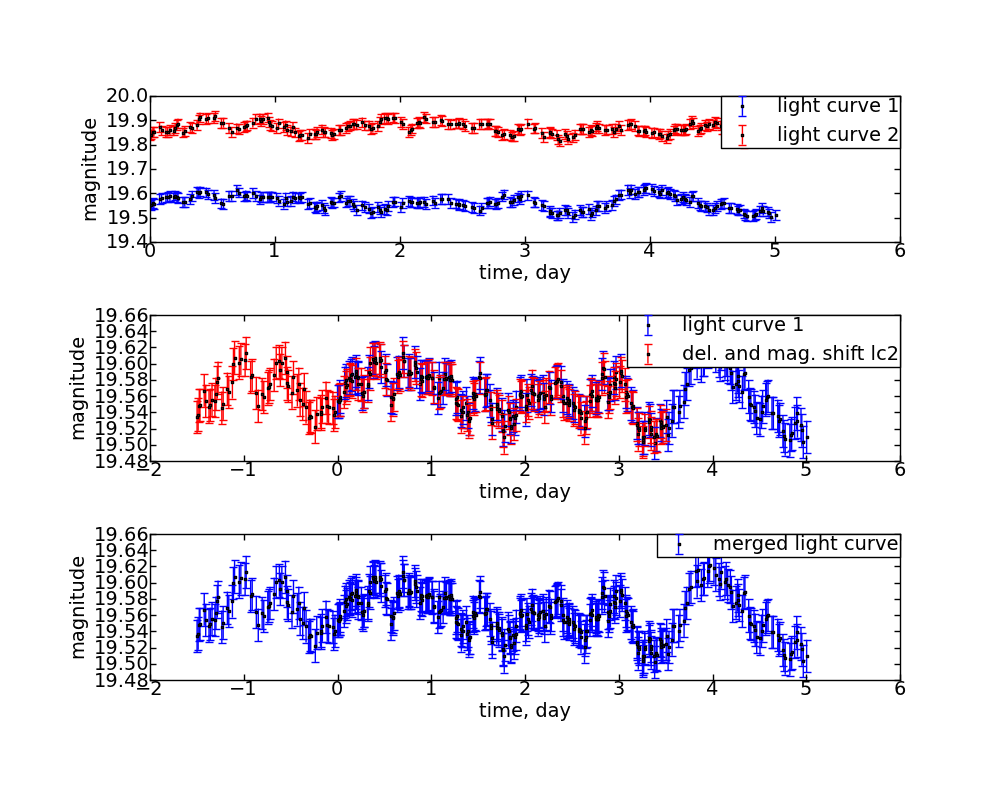 20.0
19.9
19.8
19.7
19.6
19.5
19.4
magnitude
light curve 1
light curve 2
0 1 2 3 4 5 6
time, day
19.66
19.64
19.62
19.60
19.58
19.56
19.54
19.52
19.50
19.48
magnitude
light curve 1
del. and mag. shift lc2
−2 −1 0 1 2 3 4 5 6
time, day
19.66
19.64
19.62
19.60
19.58
19.56
19.54
19.52
19.50
19.48
magnitude
merged light curve
−2 −1 0 1 2 3 4 5 6
time, day